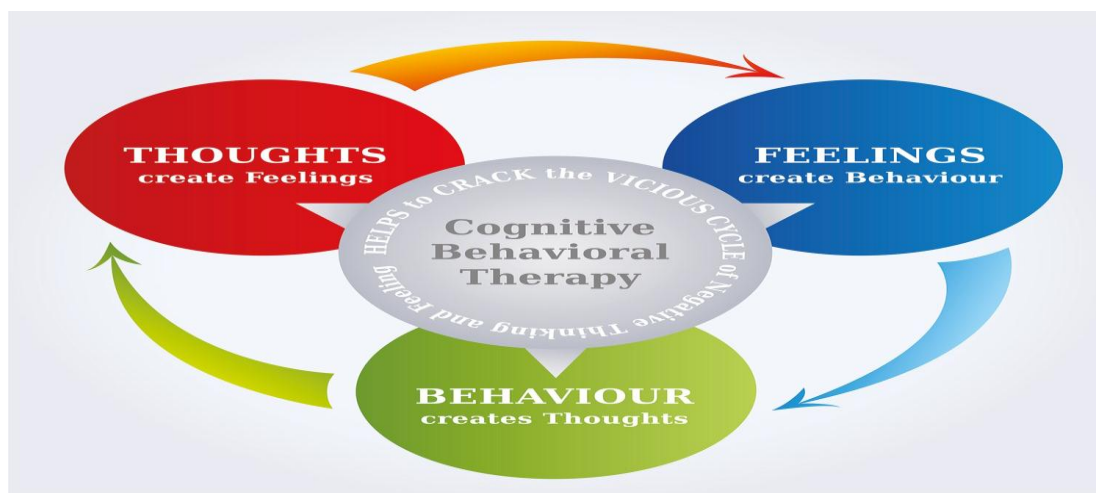 THOUGHTS
create Feelings
FEELINGS
create Behaviour
HELPS to CRACK the VICIOUS CYCLE of Negative Thinking and Feeling
Cognitive
Behavioral
Therapy
BEHAVIOUR
creates Thoughts